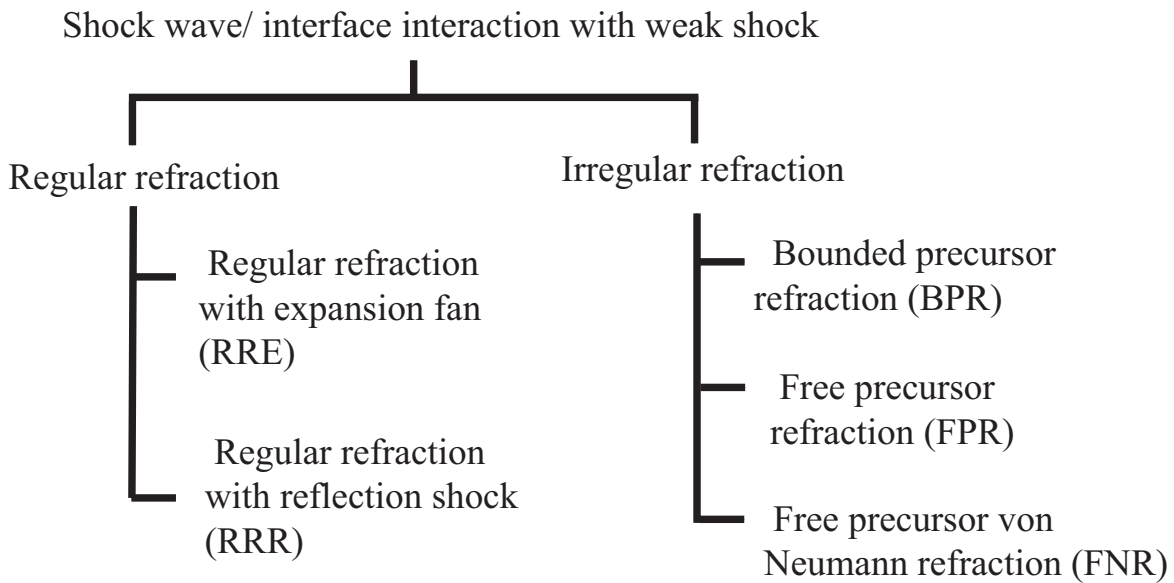 Shock wave/ interface interaction with weak shock
Regular refraction
Regular refraction
with expansion fan
(RRE)
Regular refraction
with reflection shock
(RRR)
Irregular refraction
Bounded precursor
refraction (BPR)
Free precursor
refraction (FPR)
Free precursor von
Neumann refraction (FNR)